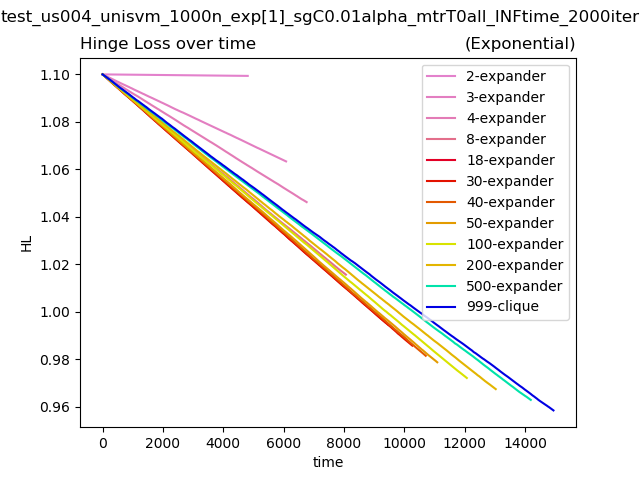 test_us004_unisvm_1000n_exp[1]_sgC0.01alpha_mtrT0all_INFtime_2000iter
Hinge Loss over time (Exponential)
2-expander
3-expander
4-expander
8-expander
18-expander
30-expander
40-expander
50-expander
100-expander
200-expander
500-expander
999-clique
1.10
1.08
1.06
1.04
1.02
1.00
0.98
0.96
HL
0 2000 4000 6000 8000 10000 12000 14000
time